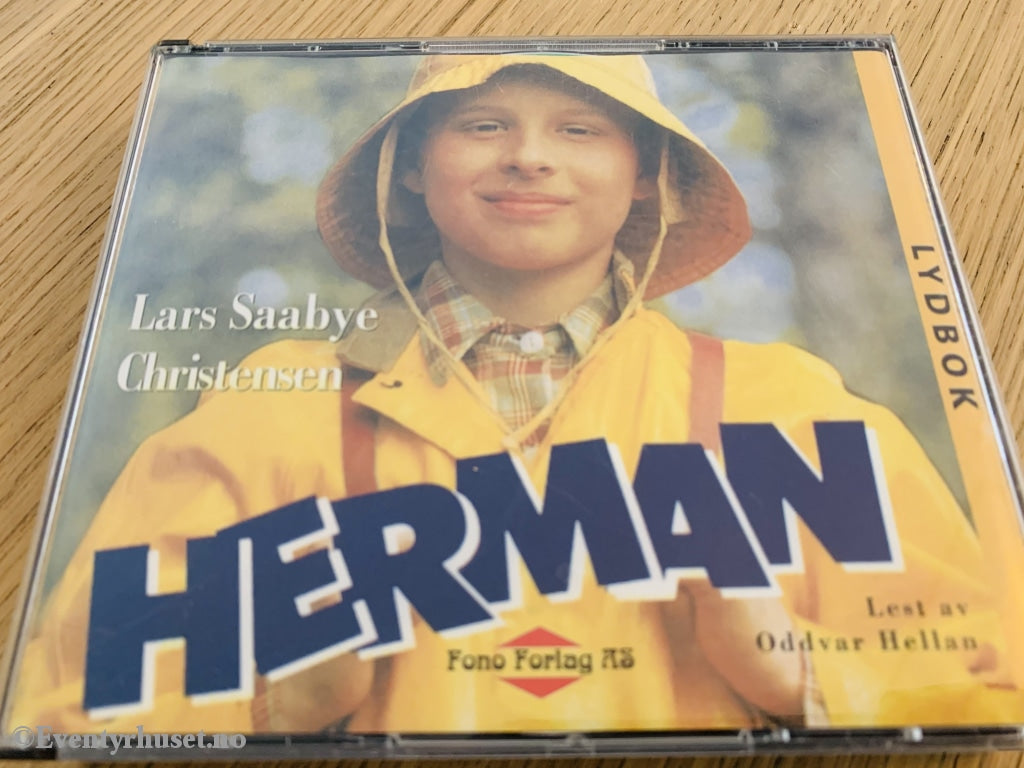 LYDBOK
Lars Saabye
Christensen
HERMAN
Lest av
Oddvar Hellan
Fono Forlag AS
©Eventyrhuset.no